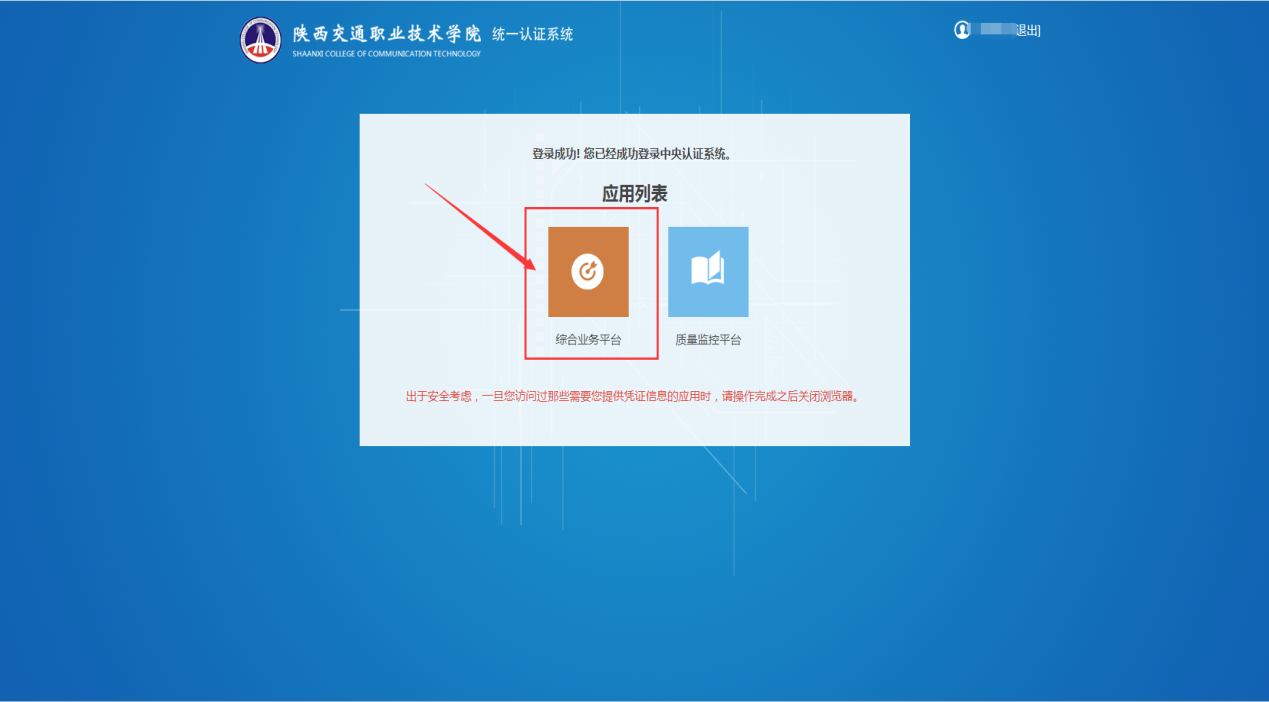 陕西交通职业技术学院 统一认证系统
SHAANXI COLLEGE OF COMMUNICATION TECHNOLOGY
退出]
登录成功! 您已经成功登录中央认证系统。
应用列表
综合业务平台 质量监控平台
出于安全考虑，一旦您访问过那些需要您提供凭证信息的应用时，请操作完成之后关闭浏览器。